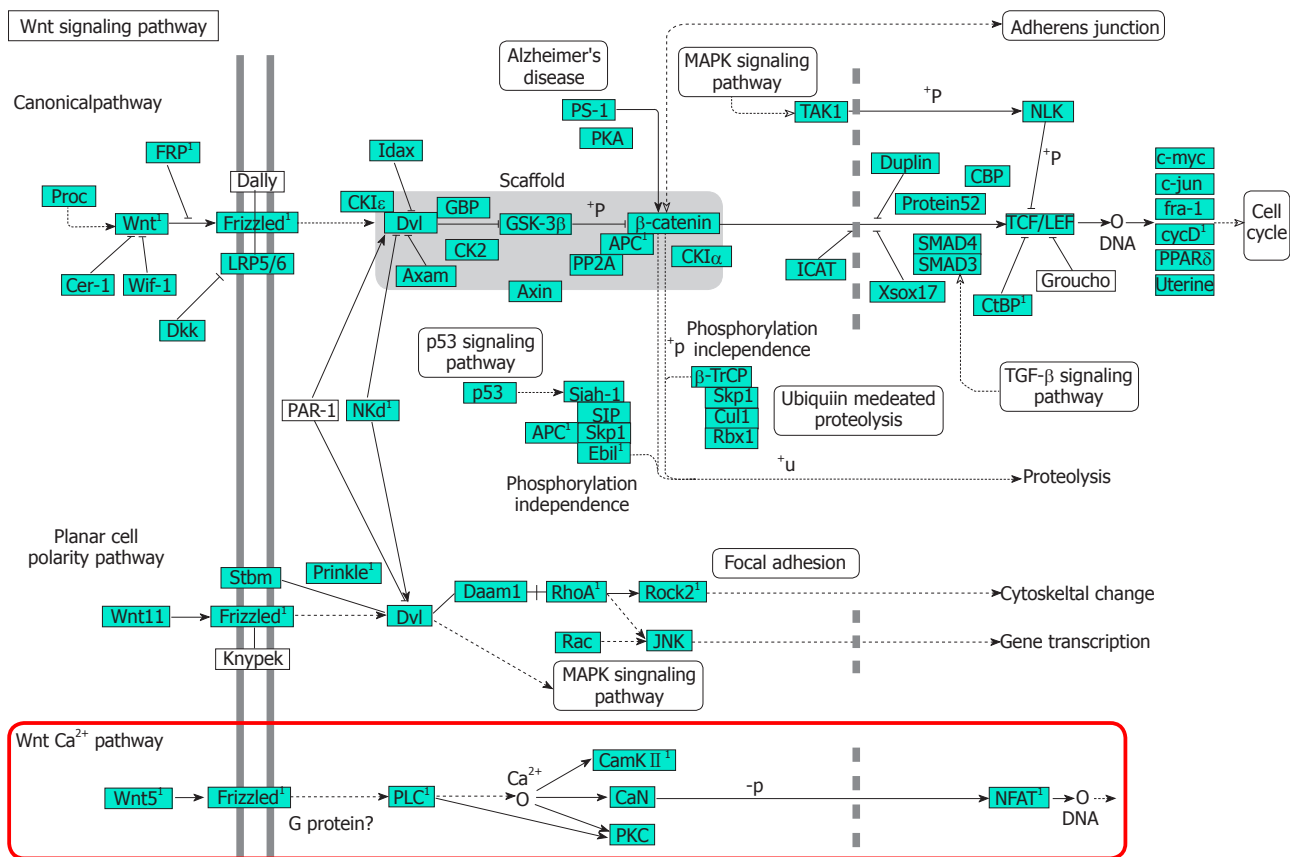 Wnt signaling pathway
Adherens junction
Alzheimer's
disease
MAPK signaling
pathway
Canonicalpathway
PS-1
PKA
TAK1
+P
NLK
+P
FRP¹
Idax
Duplin
CBP
c-myc
Dally
Scaffold
Proc
CKIε
GBP
+P
Protein52
c-jun
Wnt¹
Frizzled¹
Dvl
GSK-3β
β-catenin
TCF/LEF
O
DNA
fra-1
Cell
cycle
CK2
APC¹
SMAD4
cycD¹
LRP5/6
Axam
PP2A
CKIα
ICAT
SMAD3
Groucho
PPARδ
Cer-1
Wif-1
Axin
Xsox17
CtBP¹
Uterine
Dkk
p53 signaling
pathway
+p
Phosphorylation
inclependence
p53
Siah-1
β-TrCP
TGF-β signaling
pathway
PAR-1
NKd¹
SIP
Skp1
Ubiquiin medeated
proteolysis
APC¹
Skp1
Cul1
Ebil¹
Rbx1
+u
Phosphorylation
independence
Proteolysis
Planar cell
polarity pathway
Stbm
Prinkle¹
Focal adhesion
Wnt11
Frizzled¹
Dvl
Daam1
RhoA¹
Rock2¹
Cytoskeltal change
Rac
JNK
Gene transcription
Knypek
MAPK singnaling
pathway
Wnt Ca²⁺ pathway
CamK II¹
Ca²⁺
Wnt5¹
Frizzled¹
PLC¹
O
CaN
-p
NFAT¹
O
DNA
G protein?
PKC